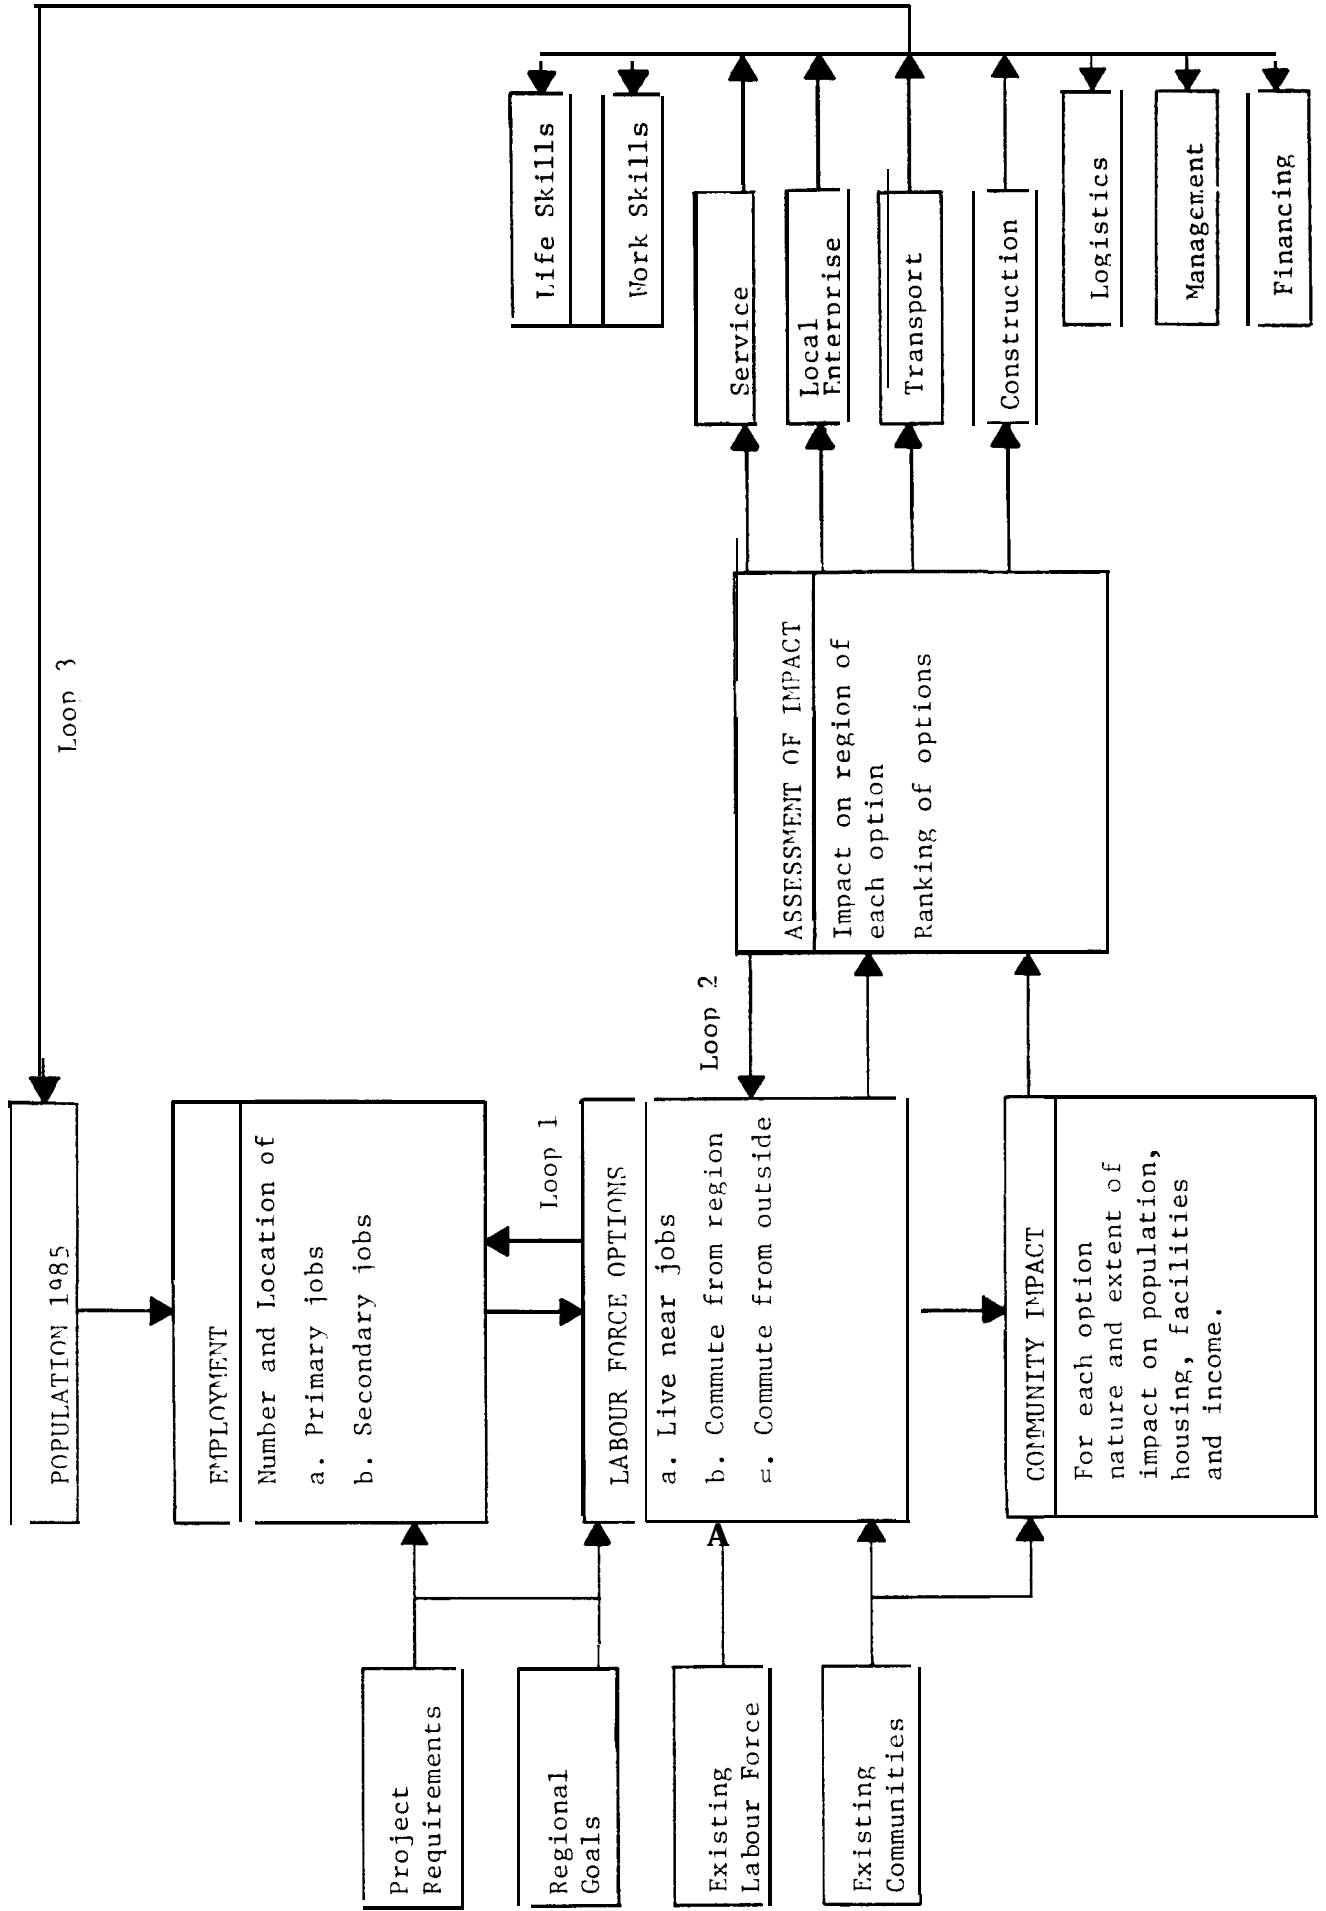 Project
Requirements
Regional
Goals
Existing
Labour Force
Existing
Communities
POPULATION 1985
EMPLOYMENT
Number and Location of
a. Primary jobs
b. Secondary jobs
Loop 1
LABOUR FORCE OPTIONS
a. Live near jobs
b. Commute from region
c. Commute from outside
A
COMMUNITY IMPACT
For each option
nature and extent of
impact on population,
housing, facilities
and income.
Loop 2
Loop 3
ASSESSMENT OF IMPACT
Impact on region of
each option
Ranking of options
Life Skills
Work Skills
Service
Local
Enterprise
Transport
Construction
Logistics
Management
Financing